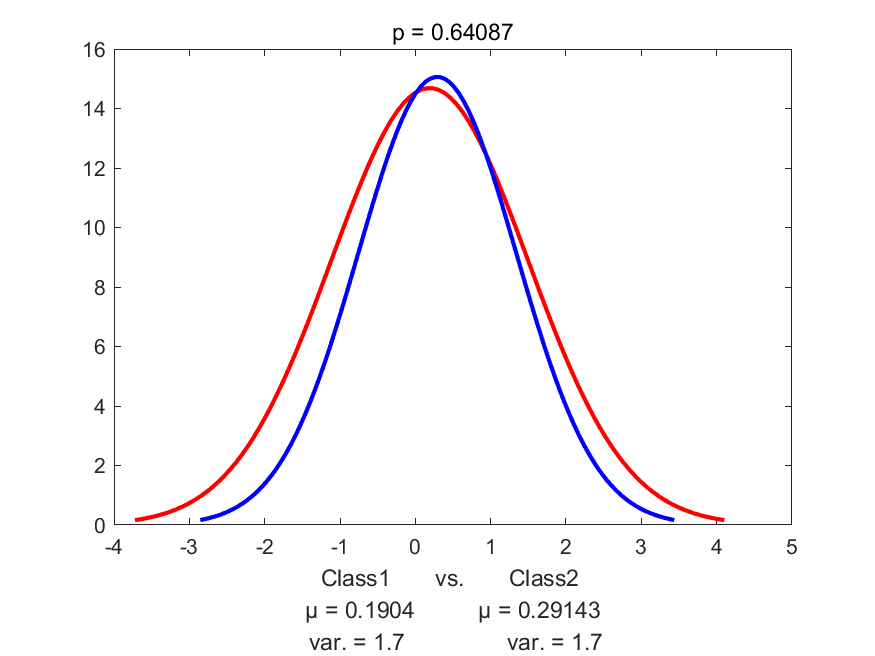 p = 0.64087
16
14
12
10
8
6
4
2
0
-4 -3 -2 -1 0 1 2 3 4 5
Class1 vs. Class2
μ = 0.1904 μ = 0.29143
var. = 1.7 var. = 1.7